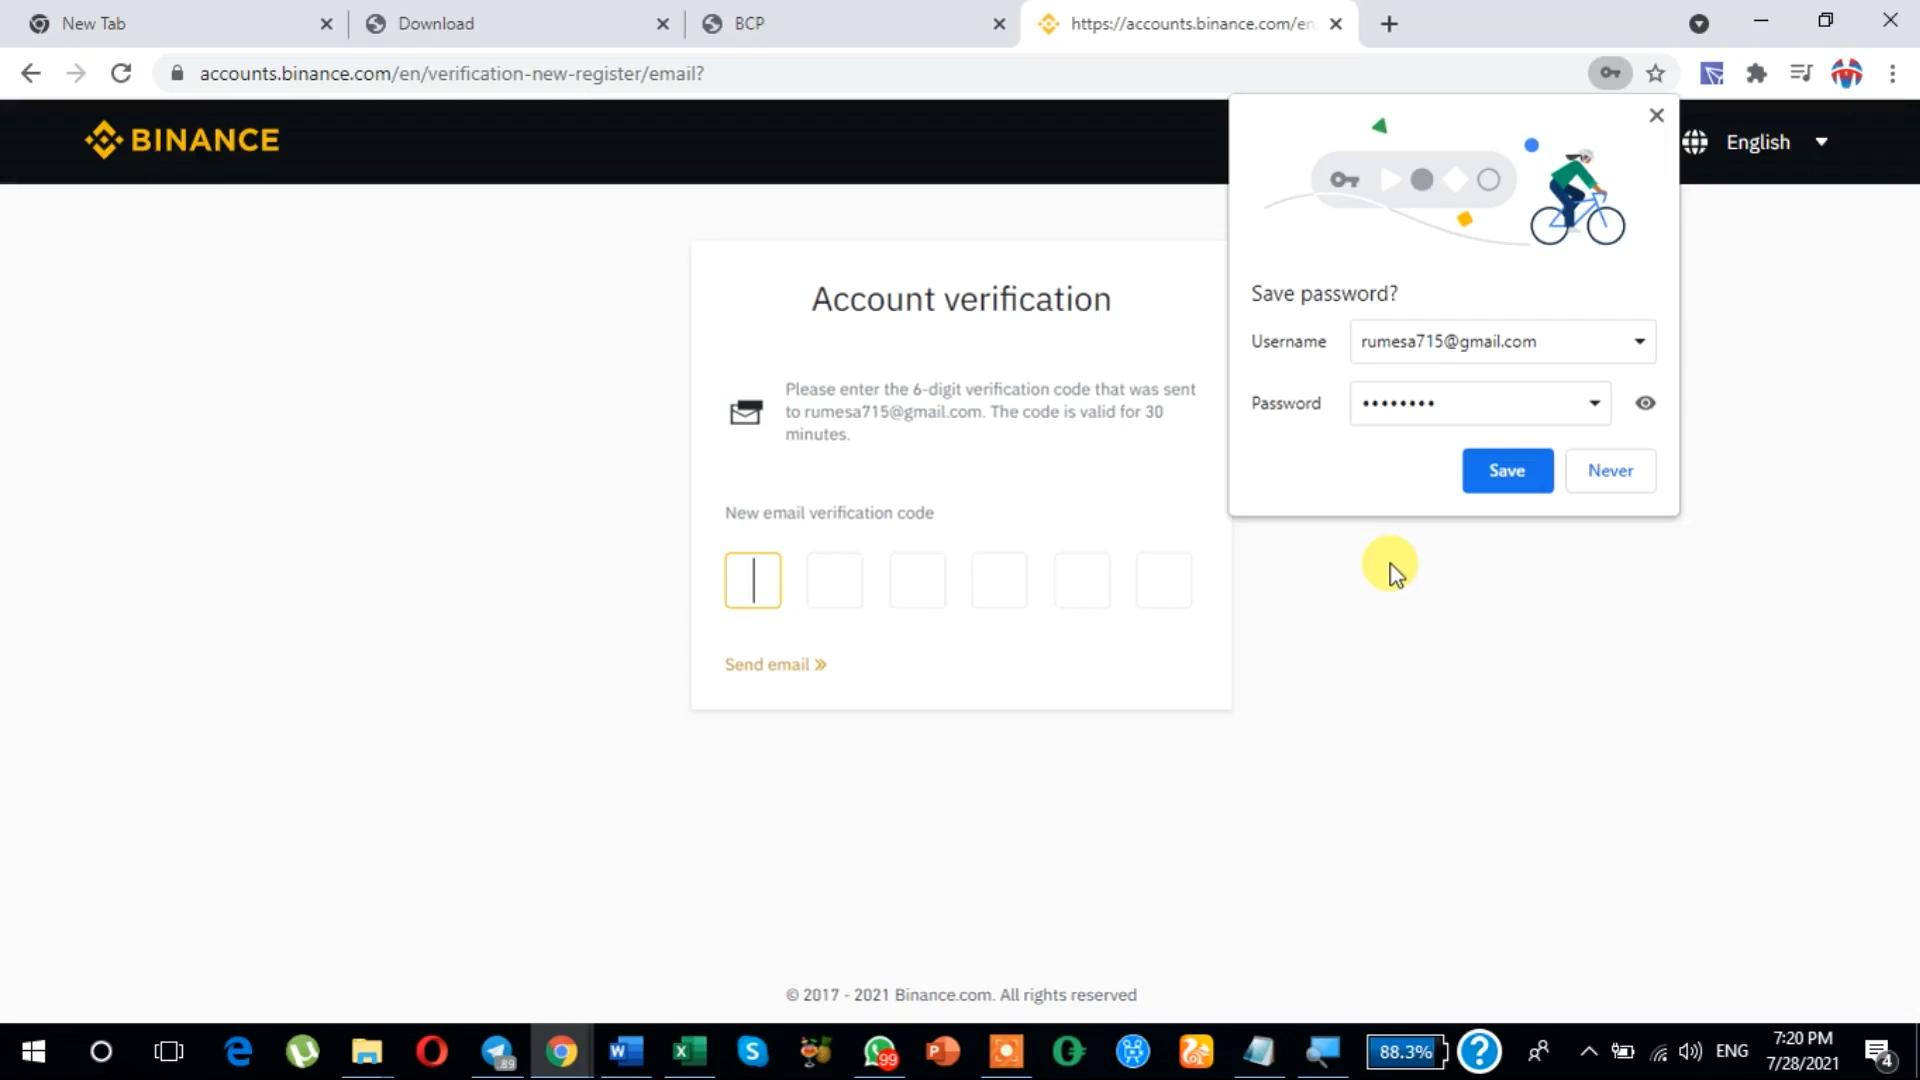 New Tab
Download
BCP
https://accounts.binance.com/en
accounts.binance.com/en/verification-new-register/email?
BINANCE
English
Account verification
Please enter the 6-digit verification code that was sent
to rumesa715@gmail.com. The code is valid for 30
minutes.
New email verification code
Send email »
Save password?
Username
rumesa715@gmail.com
Password
••••••••
Save
Never
© 2017 - 2021 Binance.com. All rights reserved
89
99
88.3%
ENG
7:20 PM
7/28/2021
4